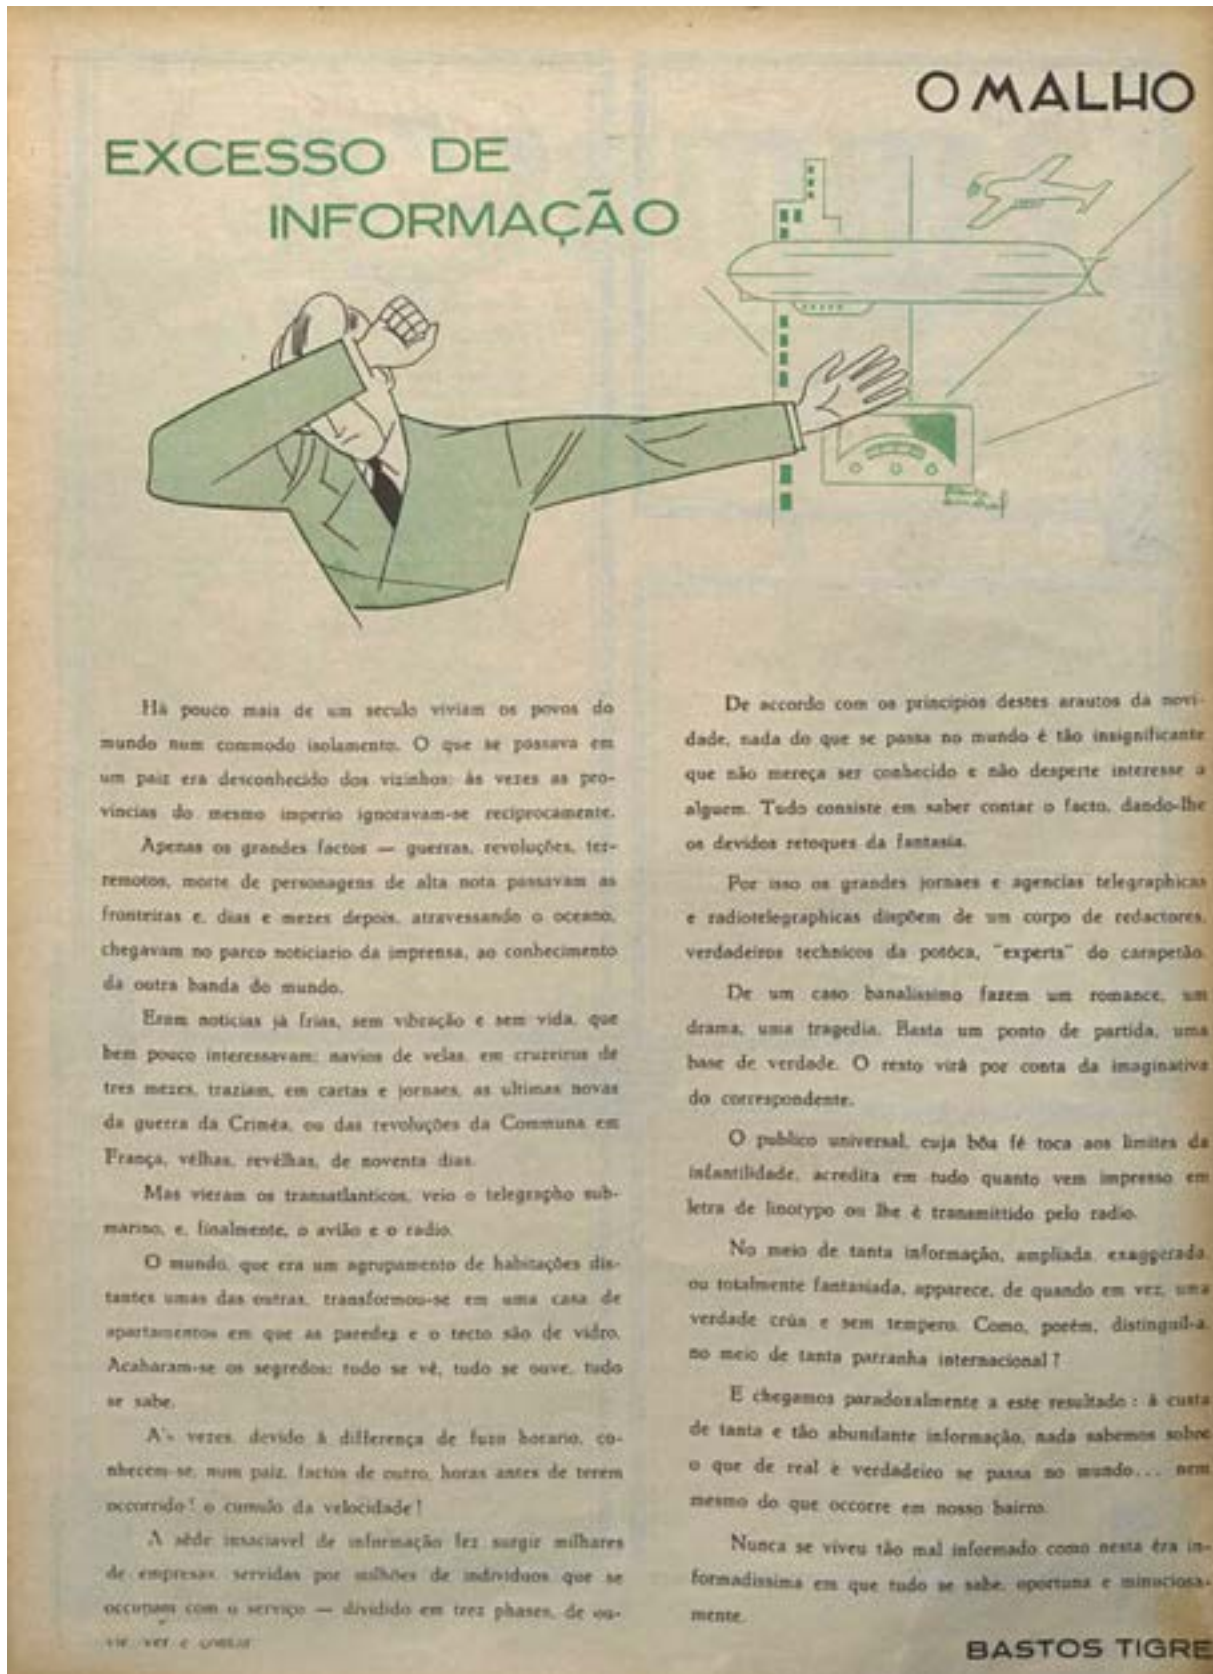 O MALHO
EXCESSO DE
INFORMAÇÃO
Há pouco mais de um seculo viviam os povos do
mundo num commodo isolamento. O que se passava em
um paiz era desconhecido dos vizinhos: ás vezes as pro-
vincias do mesmo imperio ignoravam-se reciprocamente.
Apenas os grandes factos — guerras, revoluções, ter-
remotos, morte de personagens de alta nota passavam as
fronteiras e, dias e mezes depois, atravessando o oceano,
chegavam no parco noticiario da imprensa, ao conhecimento
da outra banda do mundo.
Eram noticias já frias, sem vibração e sem vida, que
bem pouco interessavam: navios de velas, em cruzeiros de
tres mezes, traziam, em cartas e jornaes, as ultimas novas
da guerra da Criméa, ou das revoluções da Communa em
França, vélhas, revélhas, de noventa dias.
Mas vieram os transatlanticos, veio o telegrapho sub-
marino, e, finalmente, o avião e o radio.
O mundo, que era um agrupamento de habitações dis-
tantes umas das outras, transformou-se em uma casa de
apartamentos em que as paredes e o tecto são de vidro.
Acabaram-se os segredos: tudo se vê, tudo se ouve, tudo
se sabe.
A's vezes, devido á differença de fuzo horario, co-
nhecem-se, num paiz, factos de outro, horas antes de terem
occorrido! o cumulo da velocidade!
A sêde insaciavel de informação fez surgir milhares
de empresas, servidas por milhões de individuos que se
occupam com o serviço — dividido em trez phases, de ou-
vir, ver e contar.
De accordo com os principios destes arautos da novi-
dade, nada do que se passa no mundo é tão insignificante
que não mereça ser conhecido e não desperte interesse a
alguem. Tudo consiste em saber contar o facto, dando-lhe
os devidos retoques da fantasia.
Por isso os grandes jornaes e agencias telegraphicas
e radiotelegraphicas dispõem de um corpo de redactores,
verdadeiros technicos da potóca, "experts" do carapetão.
De um caso banalissimo fazem um romance, um
drama, uma tragedia. Basta um ponto de partida, uma
base de verdade. O resto virá por conta da imaginativa
do correspondente.
O publico universal, cuja bôa fé toca aos limites da
infantilidade, acredita em tudo quanto vem impresso em
letra de linotypo ou lhe é transmittido pelo radio.
No meio de tanta informação, ampliada, exaggerada,
ou totalmente fantasiada, apparece, de quando em vez, uma
verdade crúa e sem tempero. Como, porém, distinguil-a,
no meio de tanta patranha internacional?
E chegamos paradoxalmente a este resultado: á custa
de tanta e tão abundante informação, nada sabemos sobre
o que de real e verdadeiro se passa no mundo... nem
mesmo do que occorre em nosso bairro.
Nunca se viveu tão mal informado como nesta éra in-
formadissima em que tudo se sabe, oportuna e minuciosa-
mente.
BASTOS TIGRE